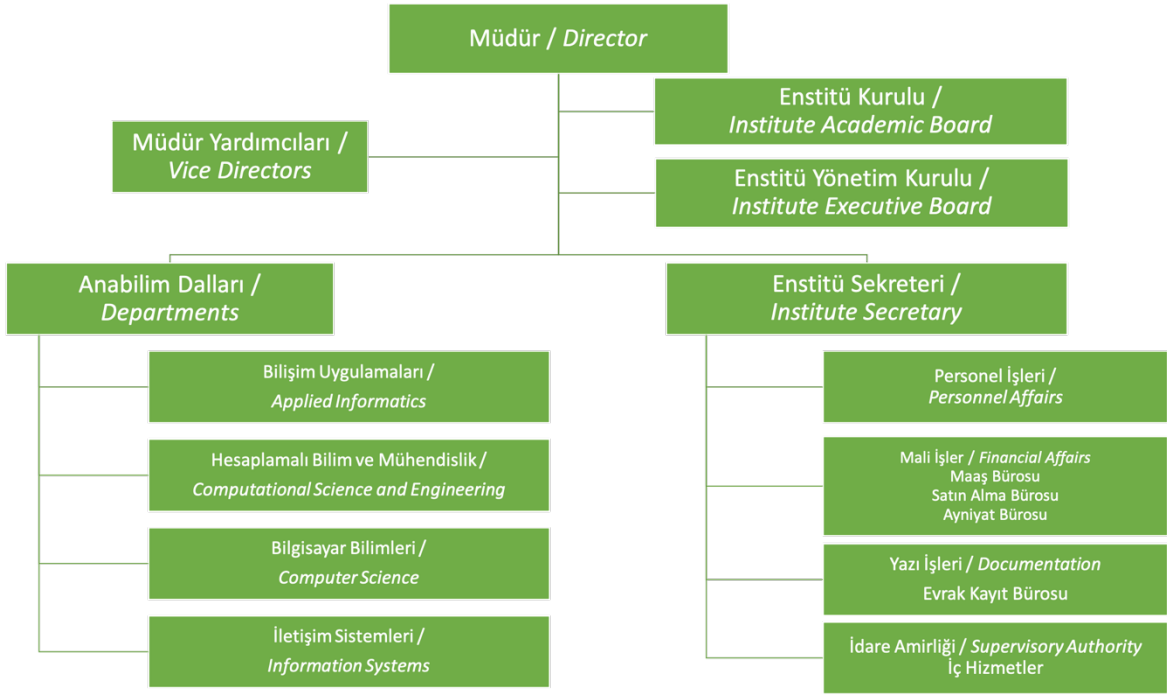 Müdür / Director
Enstitü Kurulu /
Institute Academic Board
Müdür Yardımcıları /
Vice Directors
Enstitü Yönetim Kurulu /
Institute Executive Board
Anabilim Dalları /
Departments
Bilişim Uygulamaları /
Applied Informatics
Hesaplamalı Bilim ve Mühendislik /
Computational Science and Engineering
Bilgisayar Bilimleri /
Computer Science
İletişim Sistemleri /
Information Systems
Enstitü Sekreteri /
Institute Secretary
Personel İşleri /
Personnel Affairs
Mali İşler / Financial Affairs
Maaş Bürosu
Satın Alma Bürosu
Ayniyat Bürosu
Yazı İşleri / Documentation
Evrak Kayıt Bürosu
İdare Amirliği / Supervisory Authority
İç Hizmetler